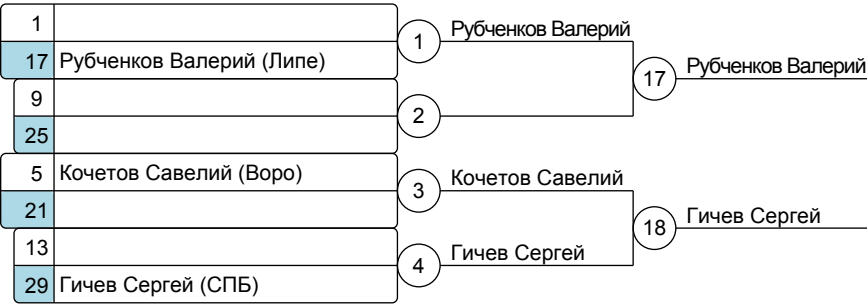 1
17 Рубченков Валерий (Липе)
1 Рубченков Валерий
17 Рубченков Валерий
9
25
2
5 Кочетов Савелий (Воро)
21
3 Кочетов Савелий
18 Гичев Сергей
13
29 Гичев Сергей (СПБ)
4 Гичев Сергей